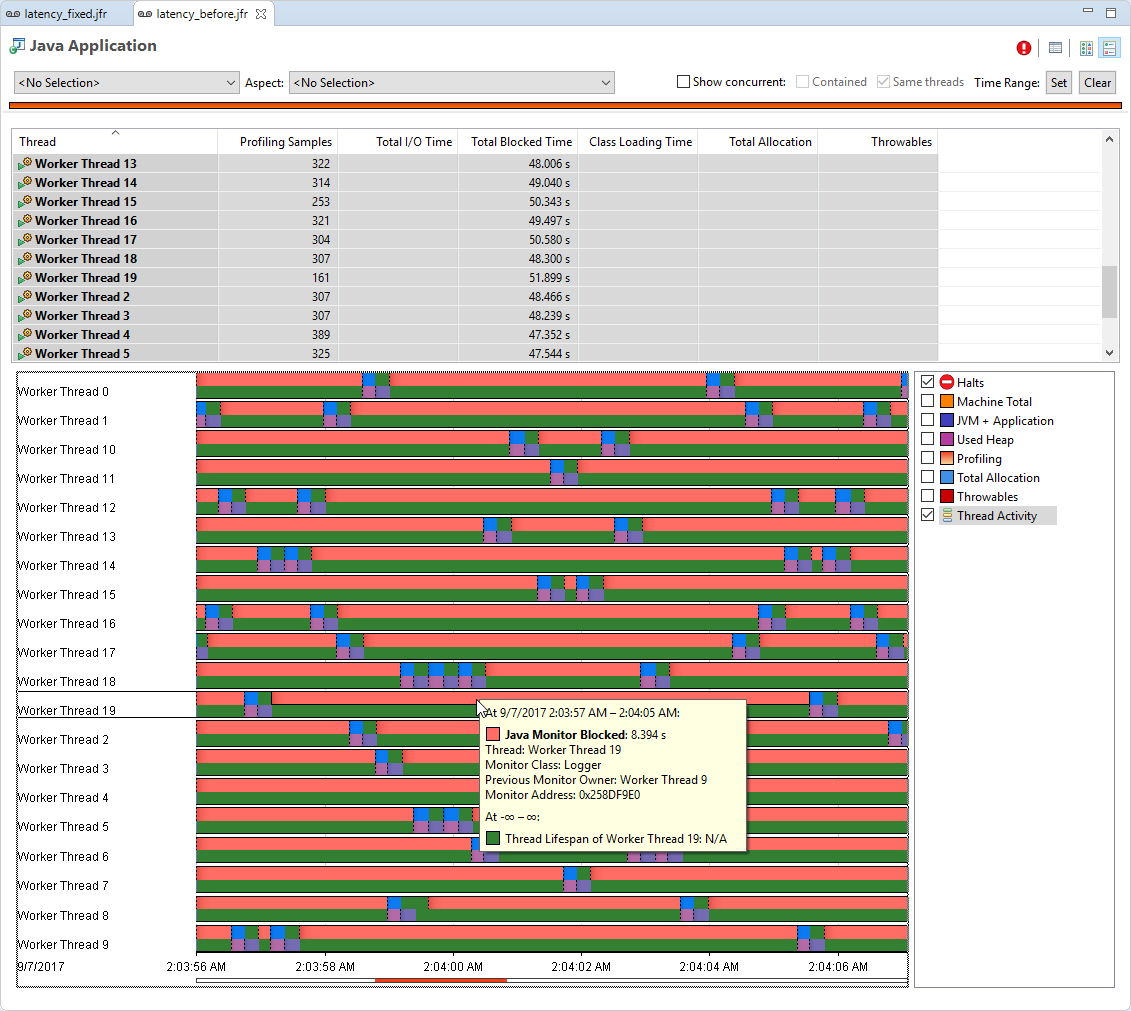 latency_fixed.jfr latency_before.jfr
Java Application
<No Selection> Aspect: <No Selection> Show concurrent: Contained Same threads Time Range: Set Clear
Thread Profiling Samples Total I/O Time Total Blocked Time Class Loading Time Total Allocation Throwables
Worker Thread 13 322 48.006 s
Worker Thread 14 314 49.040 s
Worker Thread 15 253 50.343 s
Worker Thread 16 321 49.497 s
Worker Thread 17 304 50.580 s
Worker Thread 18 307 48.300 s
Worker Thread 19 161 51.899 s
Worker Thread 2 307 48.466 s
Worker Thread 3 307 48.239 s
Worker Thread 4 389 47.352 s
Worker Thread 5 325 47.544 s
Worker Thread 0
Worker Thread 1
Worker Thread 10
Worker Thread 11
Worker Thread 12
Worker Thread 13
Worker Thread 14
Worker Thread 15
Worker Thread 16
Worker Thread 17
Worker Thread 18
Worker Thread 19
Worker Thread 2
Worker Thread 3
Worker Thread 4
Worker Thread 5
Worker Thread 6
Worker Thread 7
Worker Thread 8
Worker Thread 9
9/7/2017 2:03:56 AM 2:03:58 AM 2:04:00 AM 2:04:02 AM 2:04:04 AM 2:04:06 AM
At 9/7/2017 2:03:57 AM – 2:04:05 AM:
Java Monitor Blocked: 8.394 s
Thread: Worker Thread 19
Monitor Class: Logger
Previous Monitor Owner: Worker Thread 9
Monitor Address: 0x258DF9E0
At -∞ – ∞:
Thread Lifespan of Worker Thread 19: N/A
Halts
Machine Total
JVM + Application
Used Heap
Profiling
Total Allocation
Throwables
Thread Activity